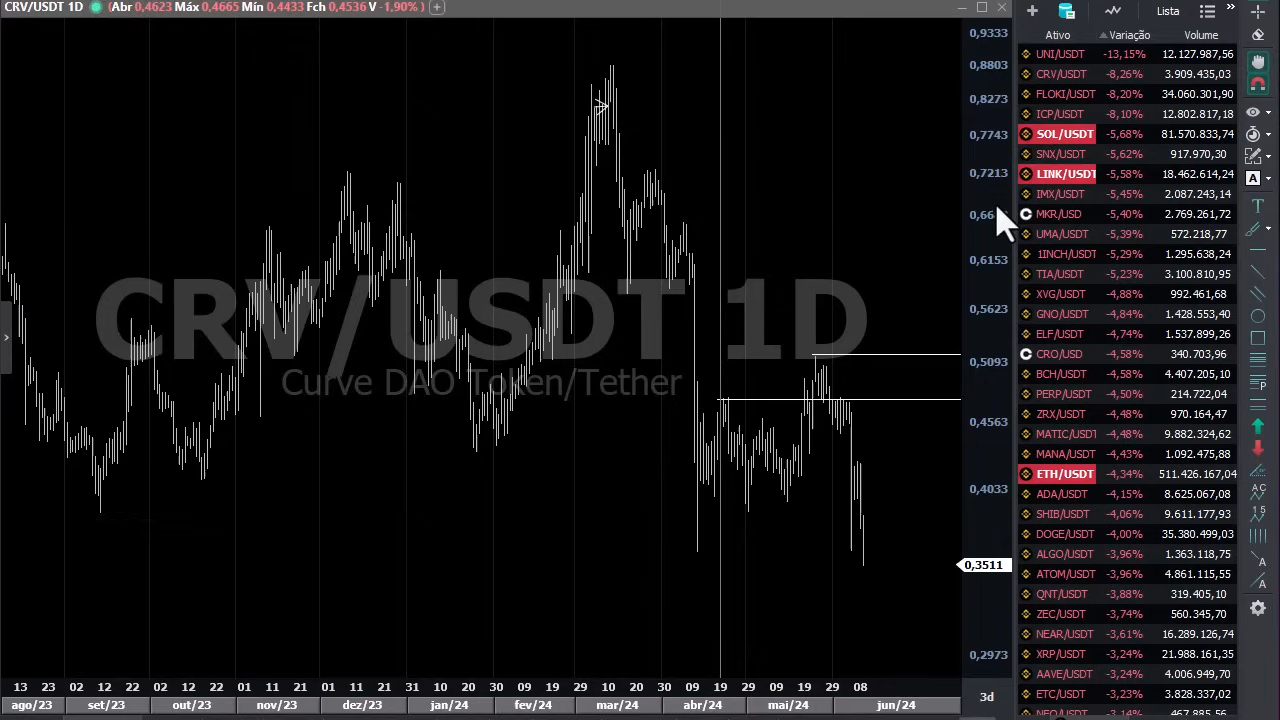 CRV/USDT 1D Abr 0,4623 Máx 0,4665 Mín 0,4433 Fch 0,4536 V -1,90%
CRV/USDT 1D
Curve DAO Token/Tether
0,9333
0,8803
0,8273
0,7743
0,7213
0,6153
0,5623
0,5093
0,4563
0,4033
0,3511
0,2973
13 23 02 12 22 02 12 22 01 11 21 01 11 21 31 10 20 30 09 19 29 10 20 30 09 19 29 09 19 29 08
ago/23 set/23 out/23 nov/23 dez/23 jan/24 fev/24 mar/24 abr/24 mai/24 jun/24
3d
Lista
Ativo Variação Volume
UNI/USDT -13,15% 12.127.987,56
CRV/USDT -8,26% 3.909.435,03
FLOKI/USDT -8,20% 34.060.301,90
ICP/USDT -8,10% 12.802.817,18
SOL/USDT -5,68% 81.570.833,74
SNX/USDT -5,62% 917.970,30
LINK/USDT -5,58% 18.462.614,24
IMX/USDT -5,45% 2.087.243,14
MKR/USD -5,40% 2.769.261,72
UMA/USDT -5,39% 572.218,77
1INCH/USDT -5,29% 1.295.638,24
TIA/USDT -5,23% 3.100.810,95
XVG/USDT -4,88% 992.461,68
GNO/USDT -4,84% 1.428.553,40
ELF/USDT -4,74% 1.537.899,26
CRO/USD -4,58% 340.703,96
BCH/USDT -4,58% 4.407.205,10
PERP/USDT -4,50% 214.722,04
ZRX/USDT -4,48% 970.164,47
MATIC/USDT -4,48% 9.882.324,62
MANA/USDT -4,43% 1.092.475,88
ETH/USDT -4,34% 511.426.167,04
ADA/USDT -4,15% 8.625.067,08
SHIB/USDT -4,06% 9.611.177,93
DOGE/USDT -4,00% 35.380.499,03
ALGO/USDT -3,96% 1.363.118,75
ATOM/USDT -3,96% 4.861.115,55
QNT/USDT -3,88% 319.405,10
ZEC/USDT -3,74% 560.345,70
NEAR/USDT -3,61% 16.289.126,74
XRP/USDT -3,24% 21.988.161,35
AAVE/USDT -3,24% 4.006.949,74
ETC/USDT -3,23% 3.828.337,02
NEO/USDT -3,14% 467.885,56
A
T
P
AC
1 5
A
A